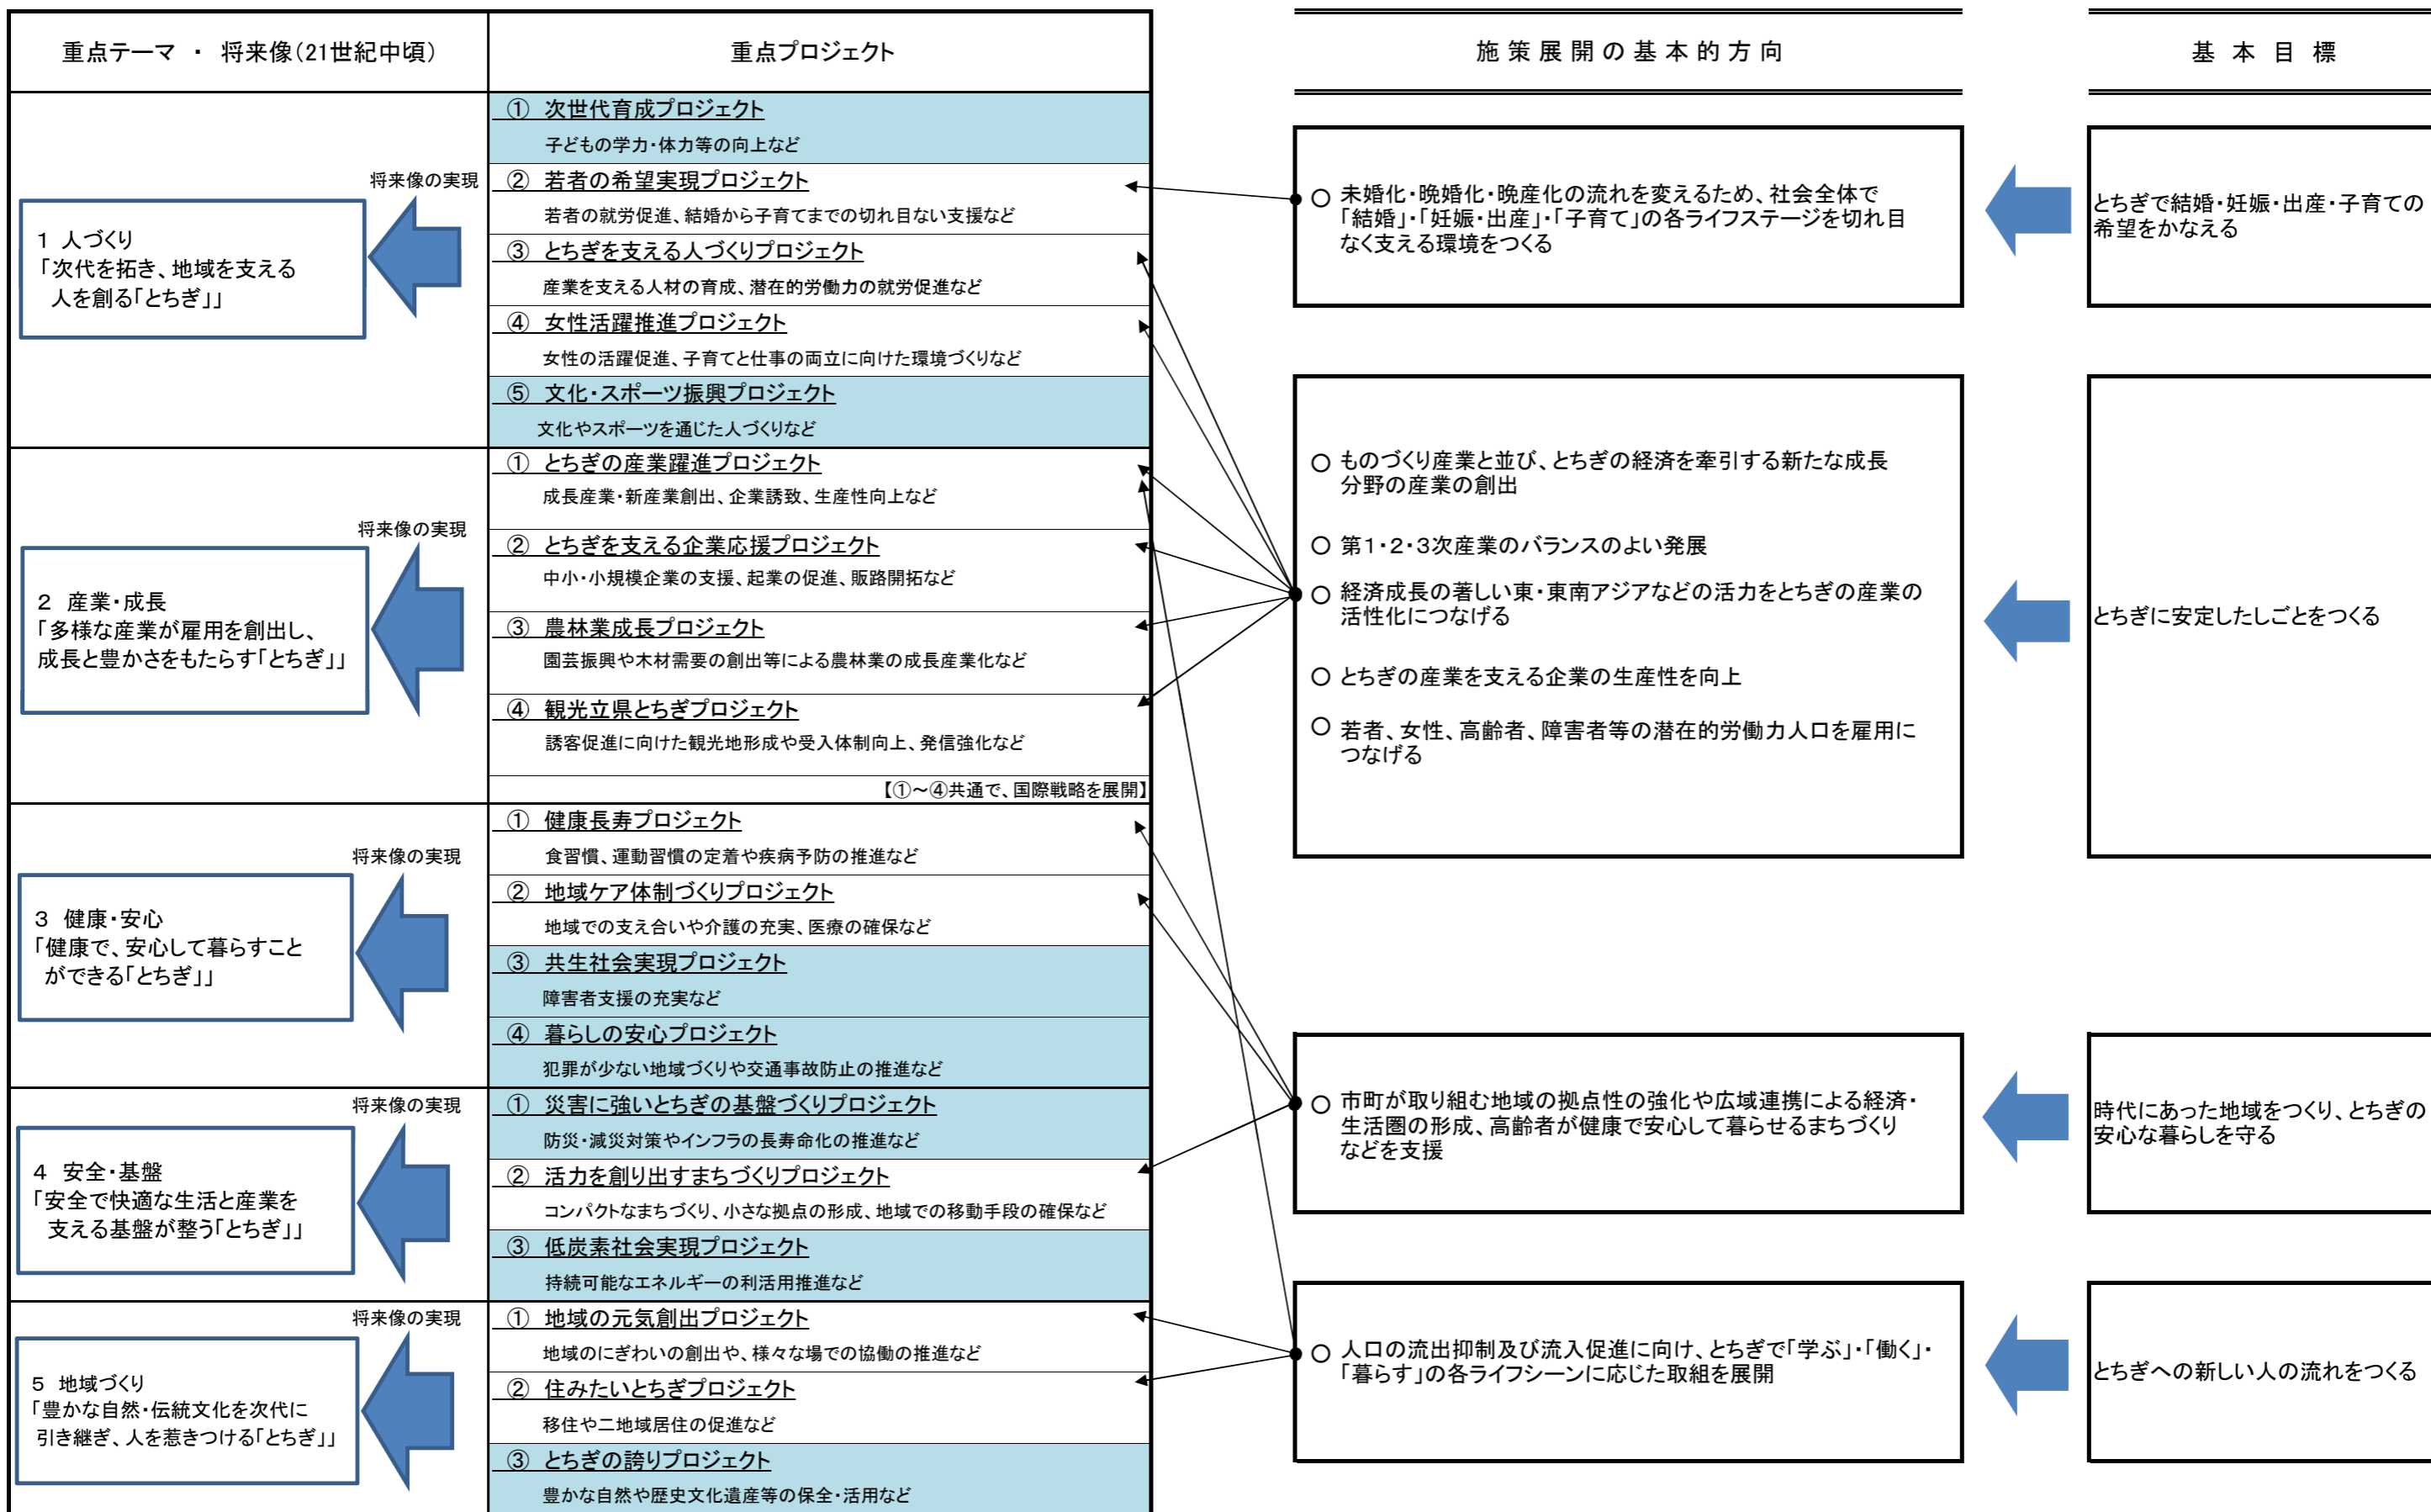 重点テーマ ・ 将来像(21世紀中頃)
重点プロジェクト
施策展開の基本的方向
基本目標
将来像の実現
1 人づくり
「次代を拓き、地域を支える
人を創る「とちぎ」」
① 次世代育成プロジェクト
子どもの学力・体力等の向上など
② 若者の希望実現プロジェクト
若者の就労促進、結婚から子育てまでの切れ目ない支援など
③ とちぎを支える人づくりプロジェクト
産業を支える人材の育成、潜在的労働力の就労促進など
④ 女性活躍推進プロジェクト
女性の活躍促進、子育てと仕事の両立に向けた環境づくりなど
⑤ 文化・スポーツ振興プロジェクト
文化やスポーツを通じた人づくりなど
将来像の実現
2 産業・成長
「多様な産業が雇用を創出し、
成長と豊かさをもたらす「とちぎ」」
① とちぎの産業躍進プロジェクト
成長産業・新産業創出、企業誘致、生産性向上など
② とちぎを支える企業応援プロジェクト
中小・小規模企業の支援、起業の促進、販路開拓など
③ 農林業成長プロジェクト
園芸振興や木材需要の創出等による農林業の成長産業化など
④ 観光立県とちぎプロジェクト
誘客促進に向けた観光地形成や受入体制向上、発信強化など
【①～④共通で、国際戦略を展開】
将来像の実現
3 健康・安心
「健康で、安心して暮らすこと
ができる「とちぎ」」
① 健康長寿プロジェクト
食習慣、運動習慣の定着や疾病予防の推進など
② 地域ケア体制づくりプロジェクト
地域での支え合いや介護の充実、医療の確保など
③ 共生社会実現プロジェクト
障害者支援の充実など
④ 暮らしの安心プロジェクト
犯罪が少ない地域づくりや交通事故防止の推進など
将来像の実現
4 安全・基盤
「安全で快適な生活と産業を
支える基盤が整う「とちぎ」」
① 災害に強いとちぎの基盤づくりプロジェクト
防災・減災対策やインフラの長寿命化の推進など
② 活力を創り出すまちづくりプロジェクト
コンパクトなまちづくり、小さな拠点の形成、地域での移動手段の確保など
③ 低炭素社会実現プロジェクト
持続可能なエネルギーの利活用推進など
将来像の実現
5 地域づくり
「豊かな自然・伝統文化を次代に
引き継ぎ、人を惹きつける「とちぎ」」
① 地域の元気創出プロジェクト
地域のにぎわいの創出や、様々な場での協働の推進など
② 住みたいとちぎプロジェクト
移住や二地域居住の促進など
③ とちぎの誇りプロジェクト
豊かな自然や歴史文化遺産等の保全・活用など
○ 未婚化・晩婚化・晩産化の流れを変えるため、社会全体で
「結婚」・「妊娠・出産」・「子育て」の各ライフステージを切れ目
なく支える環境をつくる
とちぎで結婚・妊娠・出産・子育ての
希望をかなえる
○ ものづくり産業と並び、とちぎの経済を牽引する新たな成長
分野の産業の創出
○ 第1・2・3次産業のバランスのよい発展
○ 経済成長の著しい東・東南アジアなどの活力をとちぎの産業の
活性化につなげる
○ とちぎの産業を支える企業の生産性を向上
○ 若者、女性、高齢者、障害者等の潜在的労働力人口を雇用に
つなげる
とちぎに安定したしごとをつくる
○ 市町が取り組む地域の拠点性の強化や広域連携による経済・
生活圏の形成、高齢者が健康で安心して暮らせるまちづくり
などを支援
時代にあった地域をつくり、とちぎの
安心な暮らしを守る
○ 人口の流出抑制及び流入促進に向け、とちぎで「学ぶ」・「働く」・
「暮らす」の各ライフシーンに応じた取組を展開
とちぎへの新しい人の流れをつくる